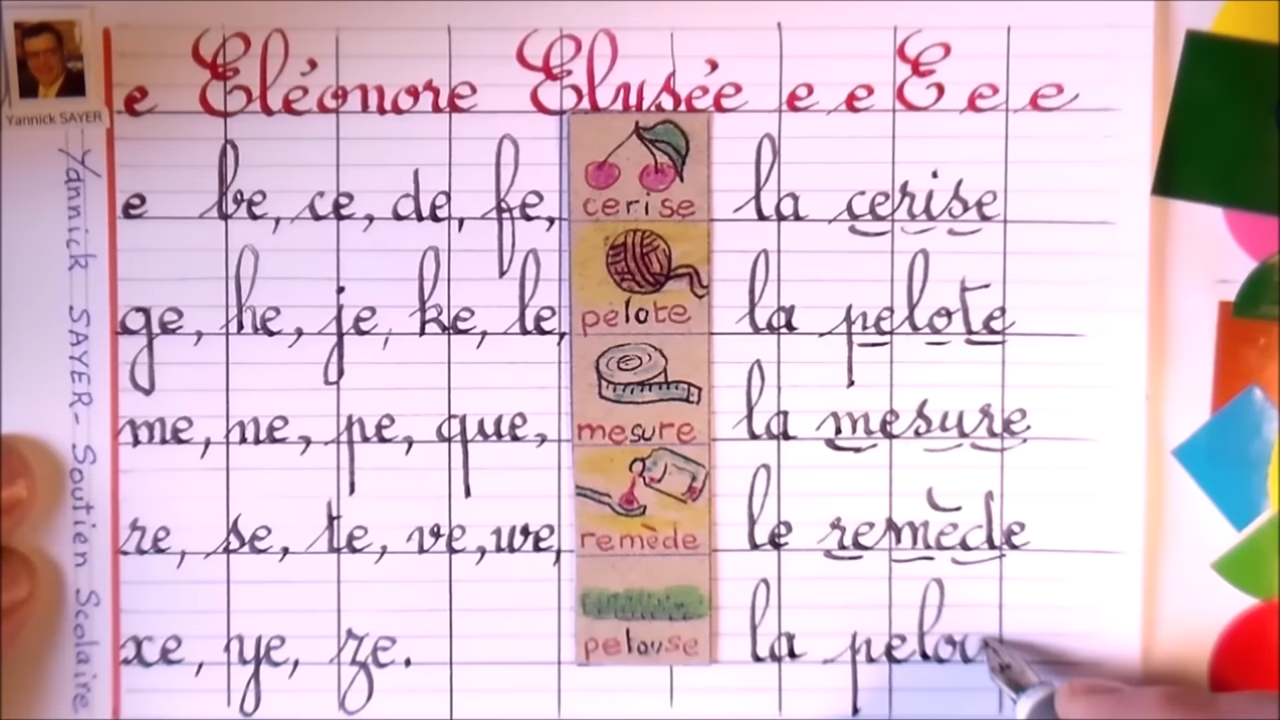 e Eléonore Elusée e e E e e
Yannick SAYER
Yannick SAYER - Soutien Scolaire
e be, ce, de, fe,
ge, he, je, ke, le,
me, ne, pe, que,
re, se, te, ve, we,
xe, ye, ze.
cerise
pelote
mesure
remède
pelouse
la cerise
la pelote
la mesure
le remède
la pelou